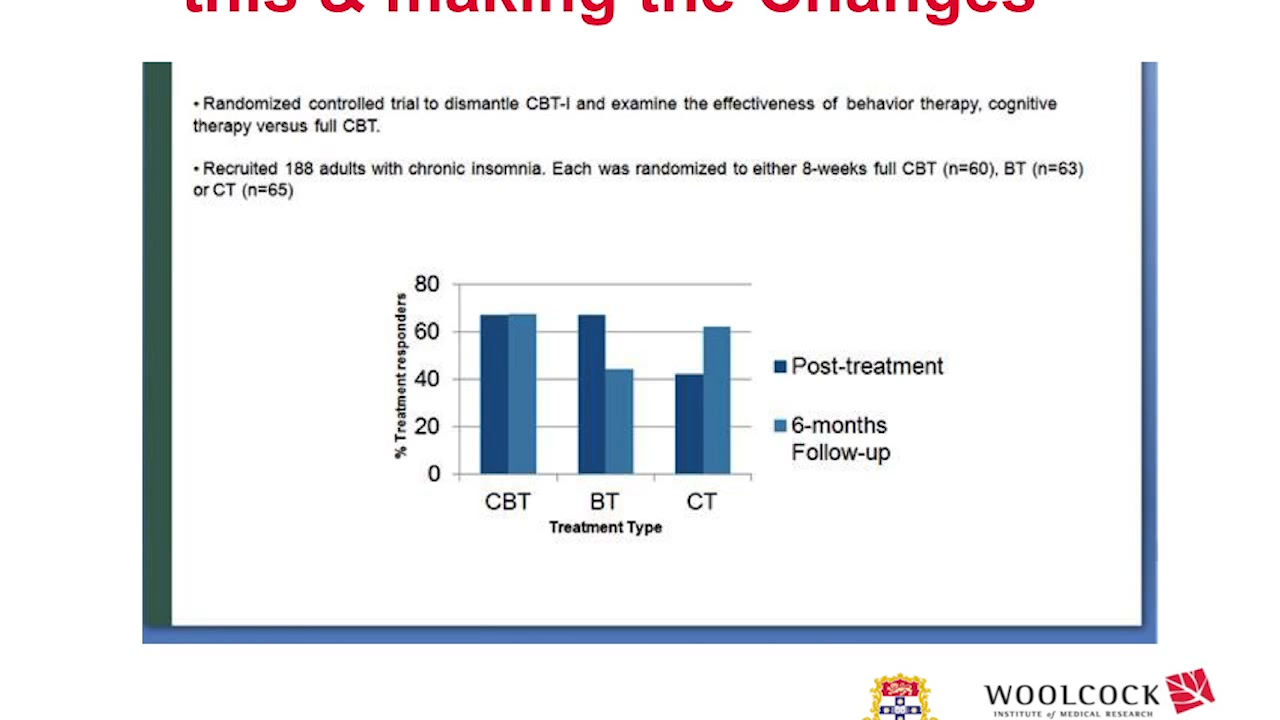 this & making the Changes
• Randomized controlled trial to dismantle CBT-I and examine the effectiveness of behavior therapy, cognitive
therapy versus full CBT.
• Recruited 188 adults with chronic insomnia. Each was randomized to either 8-weeks full CBT (n=60), BT (n=63)
or CT (n=65)
% Treatment responders
80
60
40
20
0
CBT BT CT
Treatment Type
Post-treatment
6-months
Follow-up
WOOLCOCK
INSTITUTE of MEDICAL RESEARCH